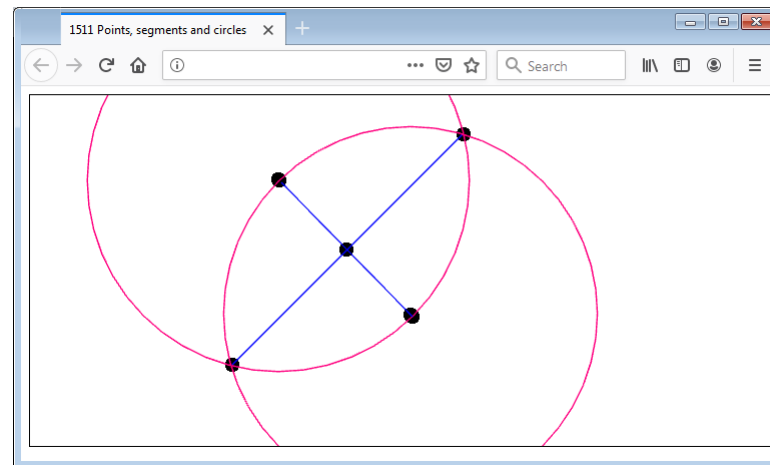 1511 Points, segments and circles
Search